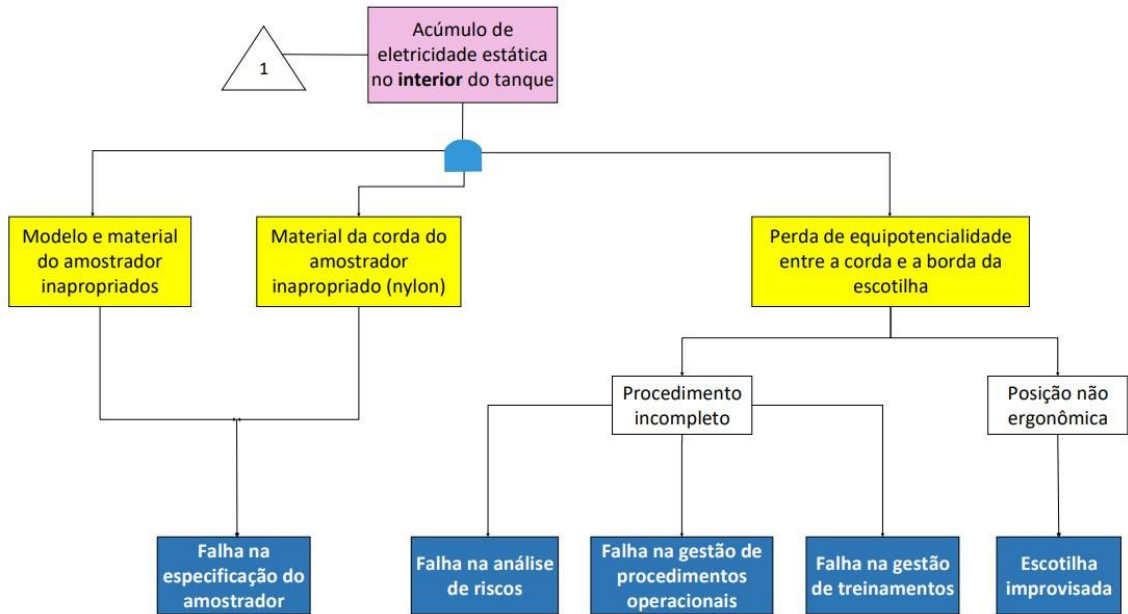 Acúmulo de
eletricidade estática
no interior do tanque
1
Modelo e material
do amostrador
inapropriados
Material da corda do
amostrador
inapropriado (nylon)
Perda de equipotencialidade
entre a corda e a borda da
escotilha
Procedimento
incompleto
Posição não
ergonômica
Falha na
especificação do
amostrador
Falha na análise
de riscos
Falha na gestão de
procedimentos
operacionais
Falha na gestão
de treinamentos
Escotilha
improvisada